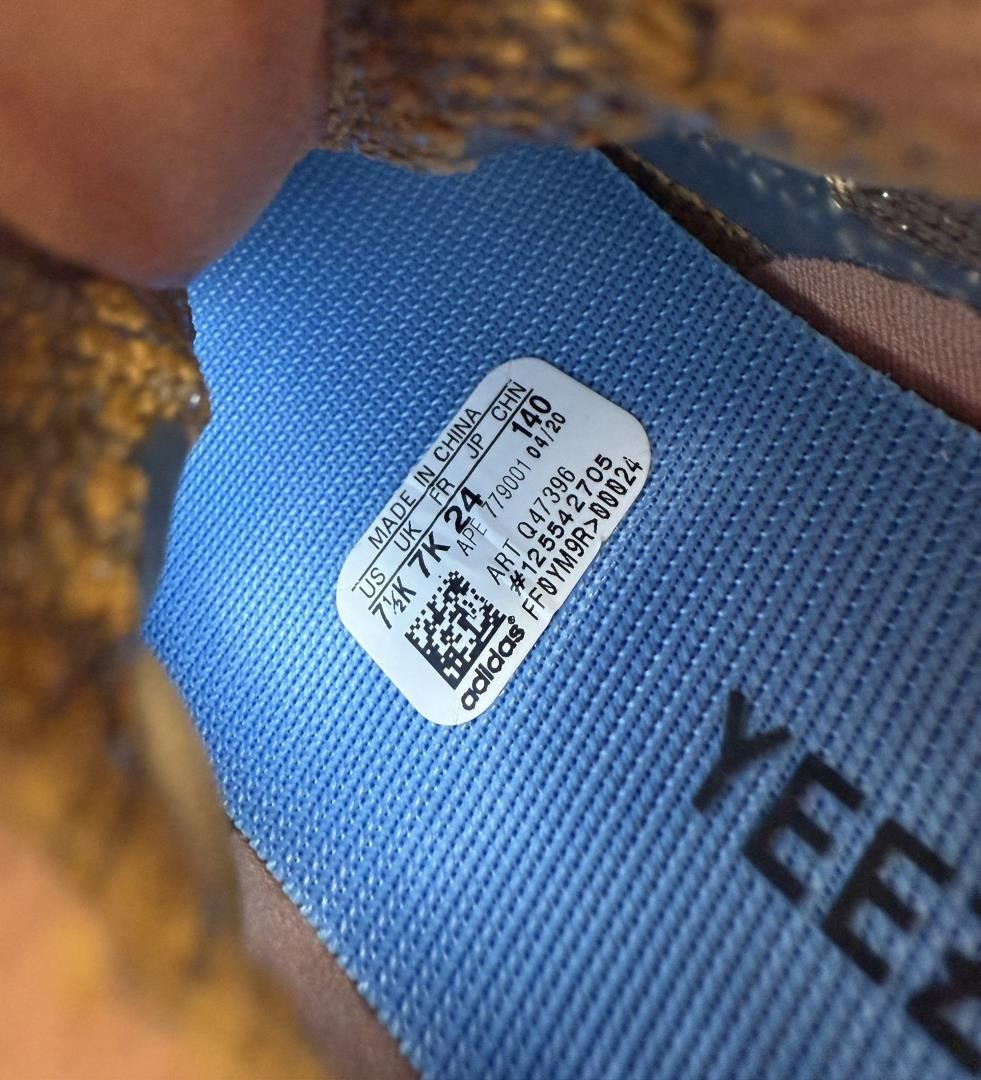 MADE IN CHINA
US UK FR JP CHN
7½K 7K 24 140
APE 779001 04/20
ART Q47396
#125542705
FF0YM9R>00024
adidas®